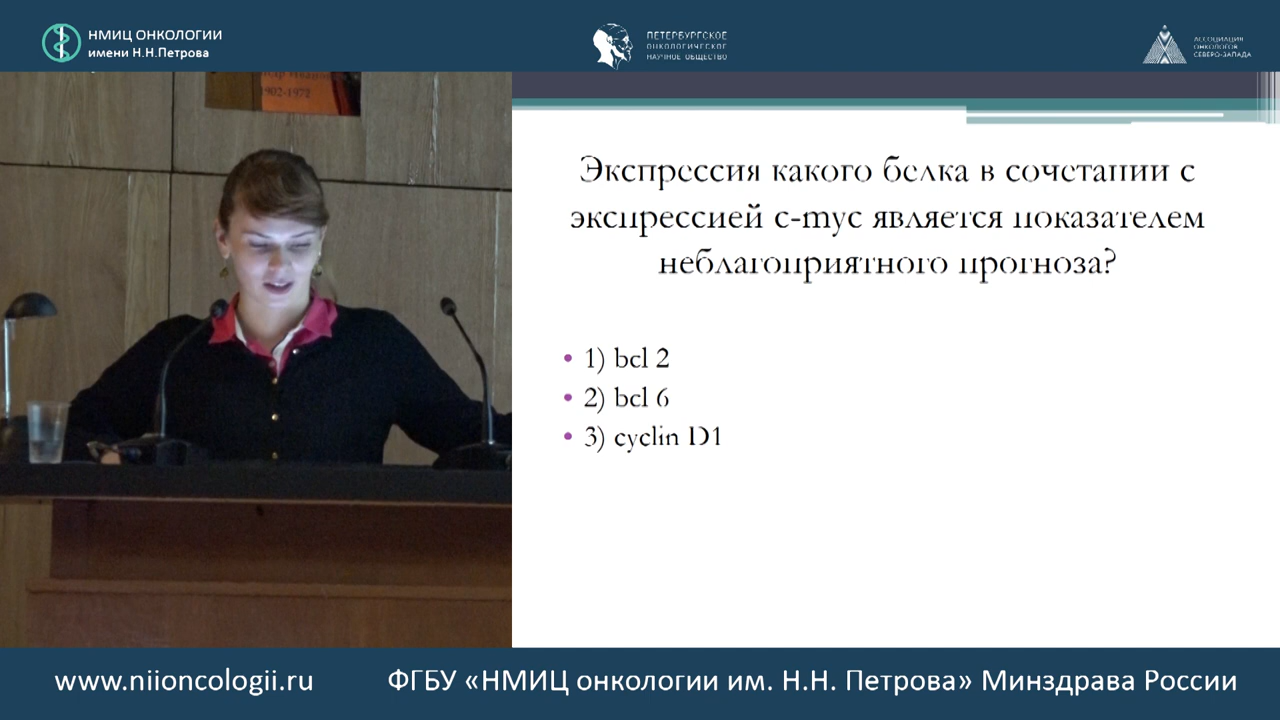 НМИЦ ОНКОЛОГИИ
имени Н.Н.Петрова
ПЕТЕРБУРГСКОЕ
ОНКОЛОГИЧЕСКОЕ
НАУЧНОЕ ОБЩЕСТВО
АССОЦИАЦИЯ
ОНКОЛОГОВ
СЕВЕРО-ЗАПАДА
1902-1972
Экспрессия какого белка в сочетании с
экспрессией c-myc является показателем
неблагоприятного прогноза?
• 1) bcl 2
• 2) bcl 6
• 3) cyclin D1
www.niioncologii.ru
ФГБУ «НМИЦ онкологии им. Н.Н. Петрова» Минздрава России